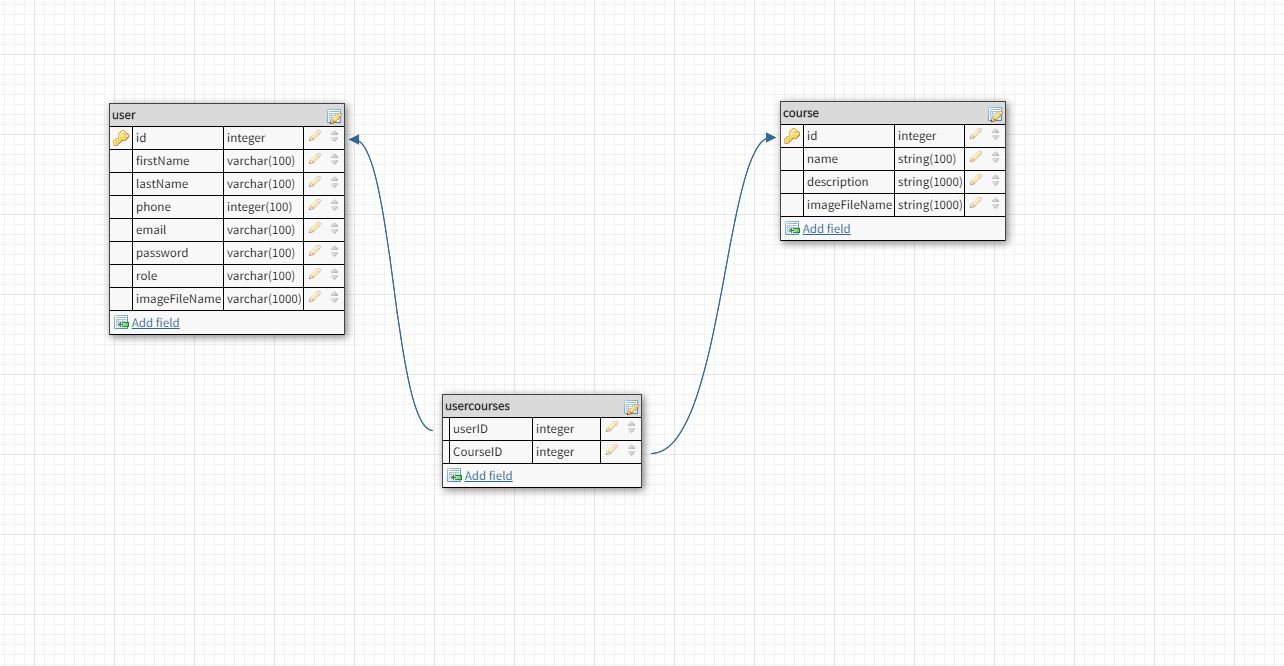 user
id integer
firstName varchar(100)
lastName varchar(100)
phone integer(100)
email varchar(100)
password varchar(100)
role varchar(100)
imageFileName varchar(1000)
Add field
course
id integer
name string(100)
description string(1000)
imageFileName string(1000)
Add field
usercourses
userID integer
CourseID integer
Add field